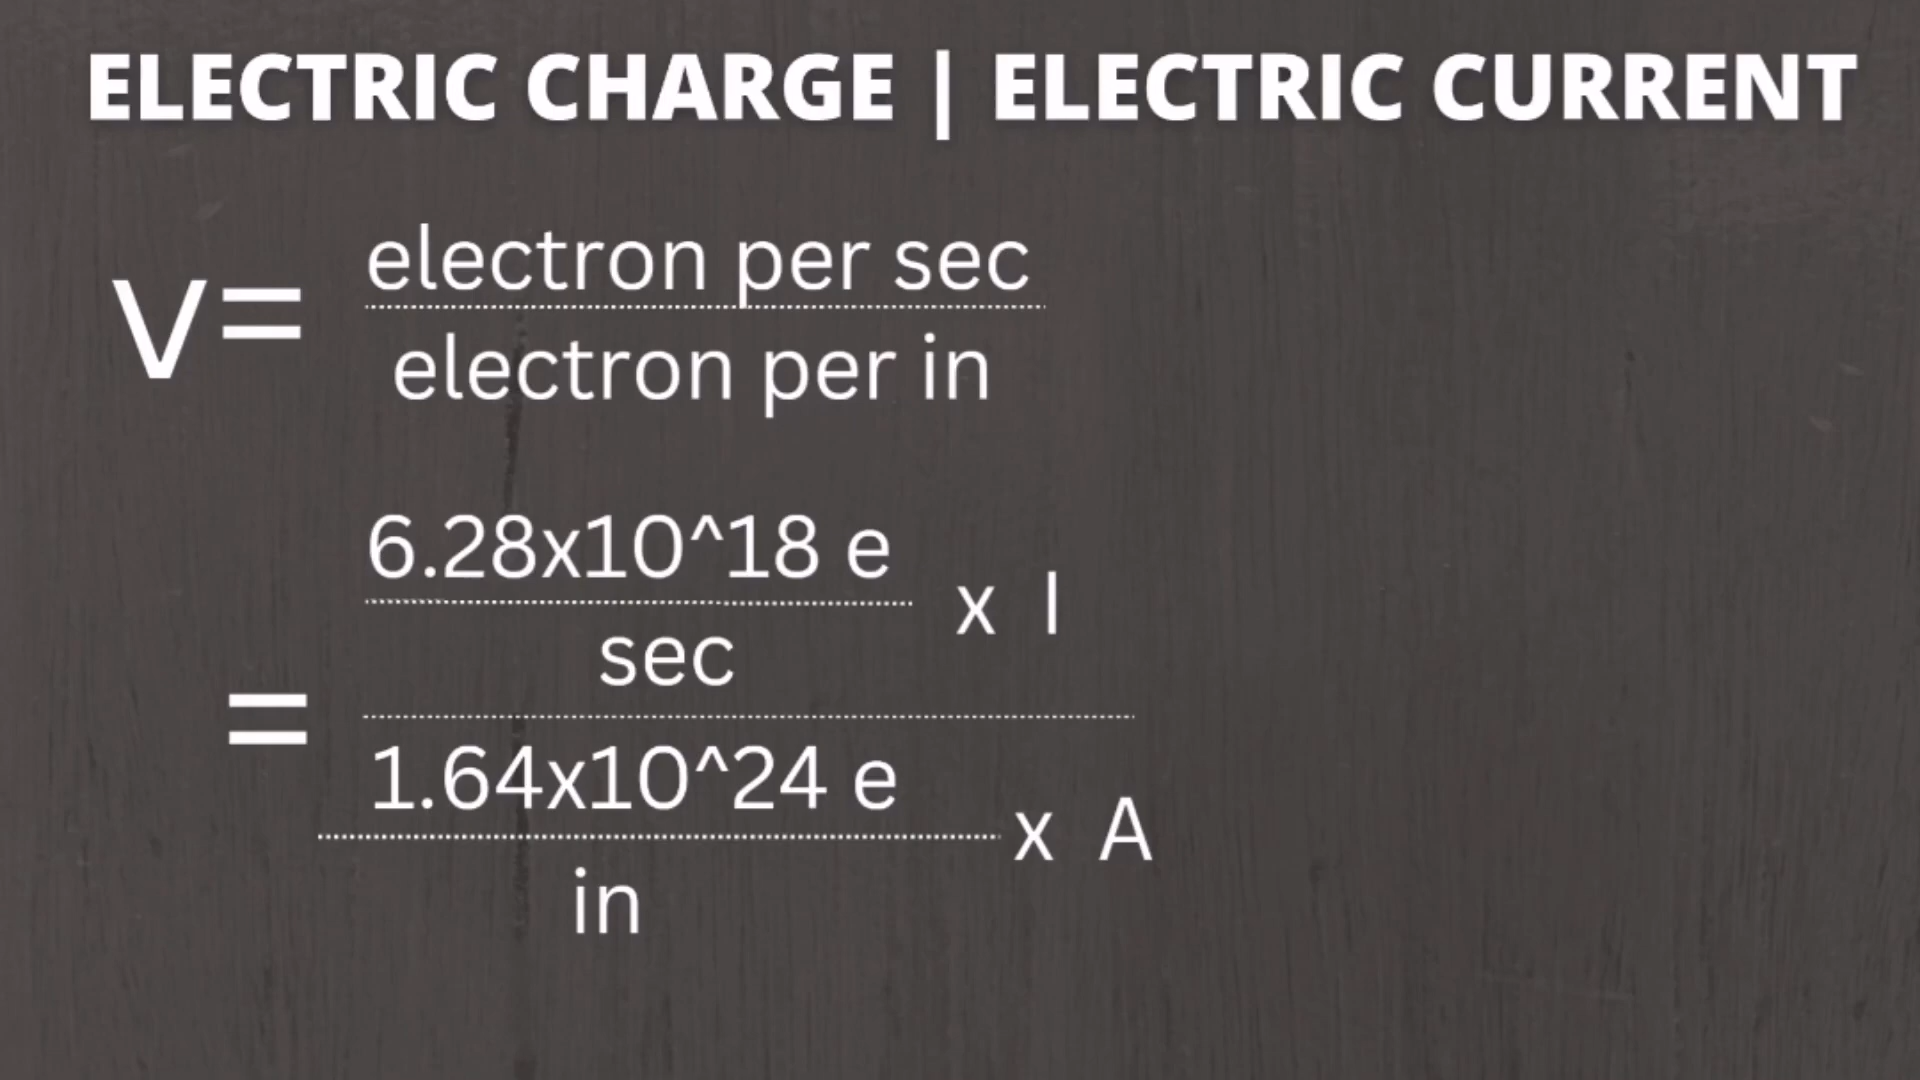 ELECTRIC CHARGE | ELECTRIC CURRENT
v=
electron per sec
electron per in
6.28x10^18 e
x I
sec
=
1.64x10^24 e
x A
in